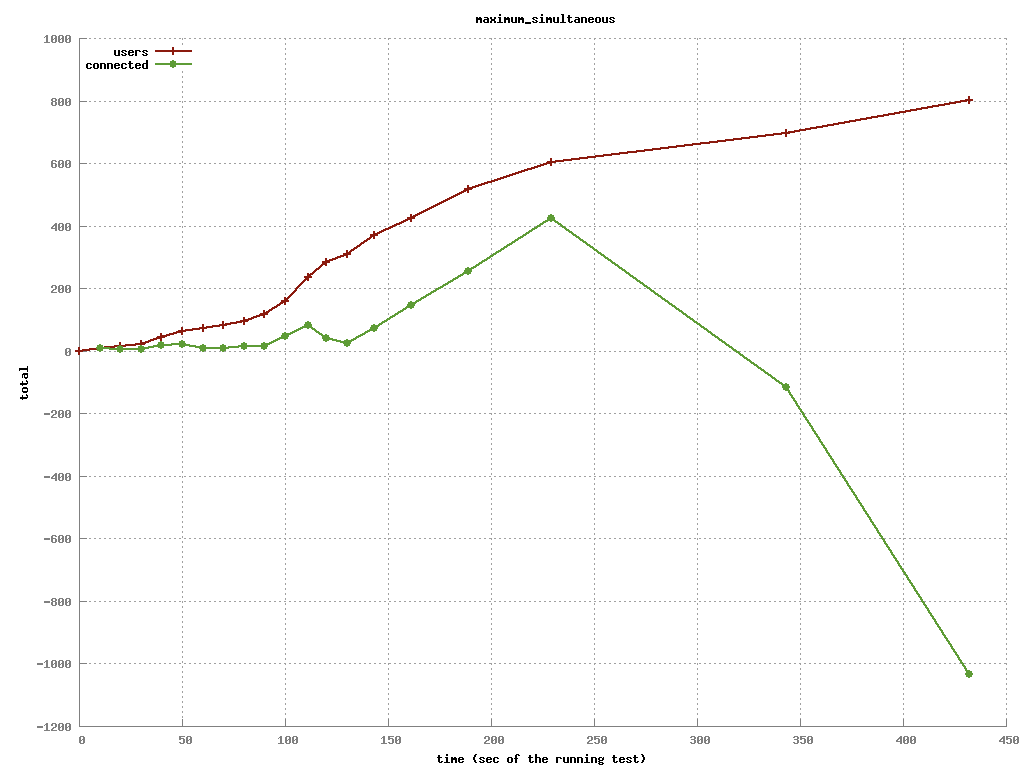 maximum_simultaneous
users
connected
1000
800
600
400
200
0
-200
-400
-600
-800
-1000
-1200
total
0 50 100 150 200 250 300 350 400 450
time (sec of the running test)